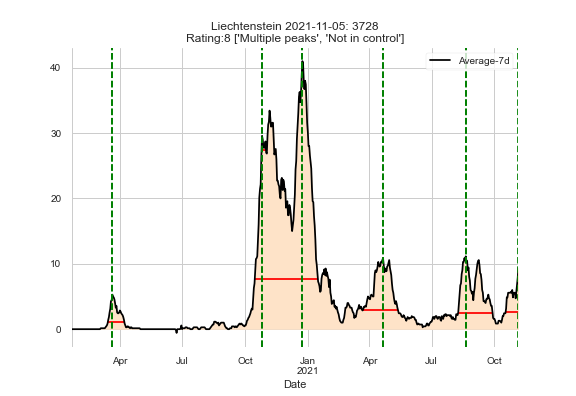 Liechtenstein 2021-11-05: 3728
Rating:8 ['Multiple peaks', 'Not in control']
Average-7d
40
30
20
10
0
Apr Jul Oct Jan Apr Jul Oct
2021
Date